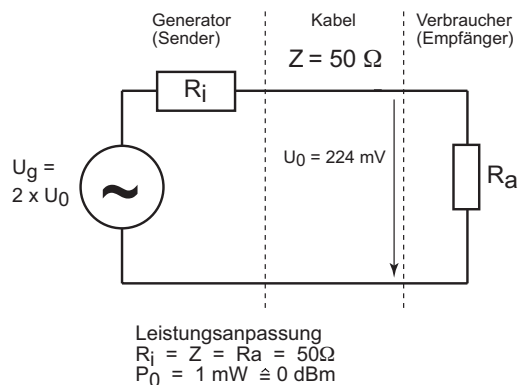 Generator
(Sender)
Kabel
Verbraucher
(Empfänger)
Z = 50 Ω
Ri
Ug =
2 x U0
~
U0 = 224 mV
Ra
Leistungsanpassung
Ri = Z = Ra = 50Ω
P0 = 1 mW ≙ 0 dBm